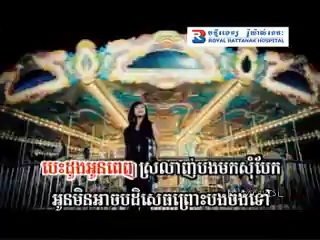 មន្ទីរពេទ្យ រ៉ូយ៉ាល់រតនៈ
ROYAL RATTANAK HOSPITAL
បេះដូងអូនពេញ ស្រលាញ់បងមកសុំបែក
អូនមិនអាចបដិសេធព្រោះបងចង់ទៅ